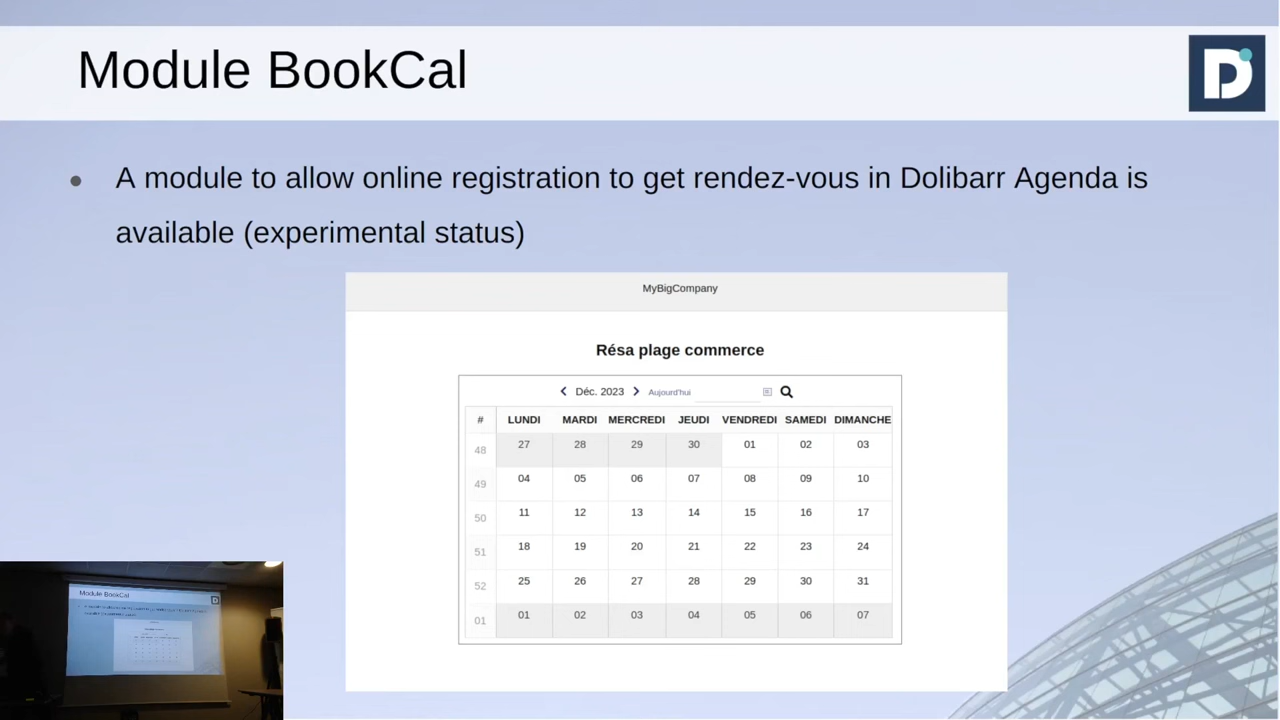 Module BookCal
A module to allow online registration to get rendez-vous in Dolibarr Agenda is
available (experimental status)
MyBigCompany
Résa plage commerce
Déc. 2023 Aujourd'hui
# LUNDI MARDI MERCREDI JEUDI VENDREDI SAMEDI DIMANCHE
48 27 28 29 30 01 02 03
49 04 05 06 07 08 09 10
50 11 12 13 14 15 16 17
51 18 19 20 21 22 23 24
52 25 26 27 28 29 30 31
01 01 02 03 04 05 06 07
Module BookCal